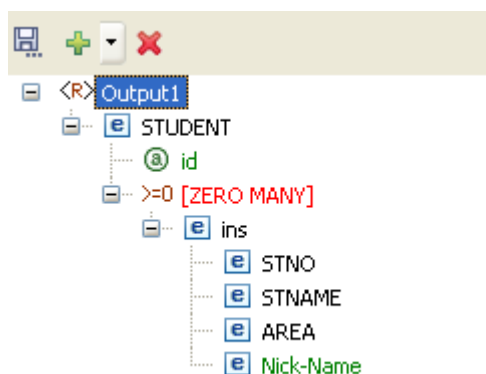 <R> Output1
e STUDENT
a id
>=0 [ZERO MANY]
e ins
e STNO
e STNAME
e AREA
e Nick-Name